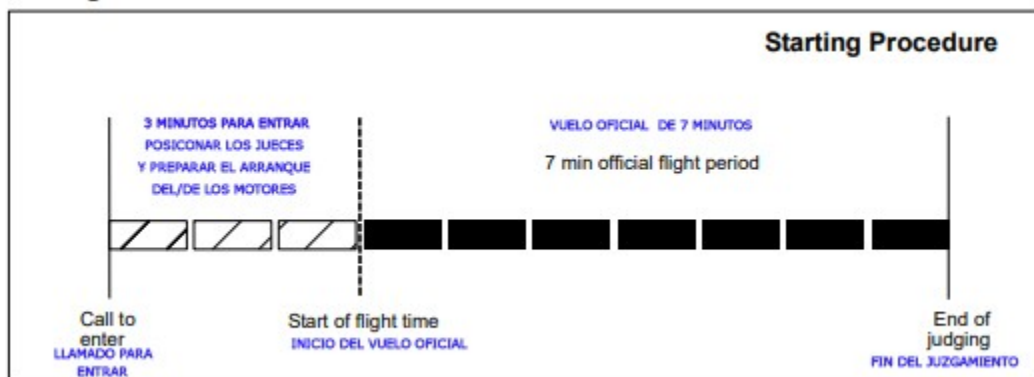 Starting Procedure
3 MINUTOS PARA ENTRAR
POSICONAR LOS JUECES
Y PREPARAR EL ARRANQUE
DEL/DE LOS MOTORES
VUELO OFICIAL DE 7 MINUTOS
7 min official flight period
Call to
enter
LLAMADO PARA
ENTRAR
Start of flight time
INICIO DEL VUELO OFICIAL
End of
judging
FIN DEL JUZGAMIENTO